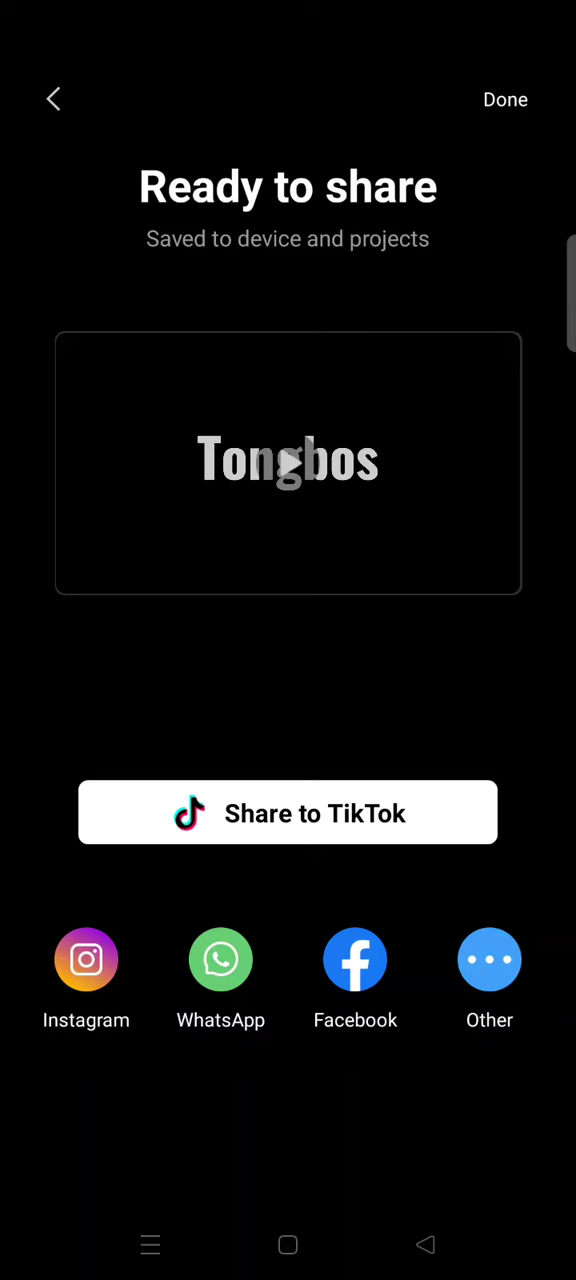 Done
Ready to share
Saved to device and projects
Tongbos
Share to TikTok
Instagram
WhatsApp
Facebook
Other